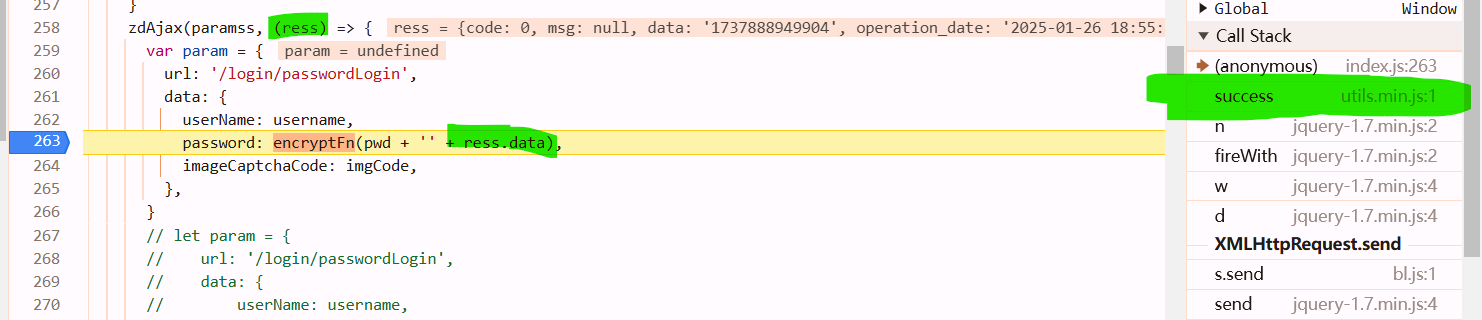 257 }
258 zdAjax(paramss, (ress) => { ress = {code: 0, msg: null, data: '1737888949904', operation_date: '2025-01-26 18:55:
259 var param = { param = undefined
260 url: '/login/passwordLogin',
261 data: {
262 userName: username,
263 password: encryptFn(pwd + '' + ress.data),
264 imageCaptchaCode: imgCode,
265 },
266 }
267 // let param = {
268 // url: '/login/passwordLogin',
269 // data: {
270 // userName: username,
Global Window
Call Stack
(anonymous) index.js:263
success utils.min.js:1
n jquery-1.7.min.js:2
fireWith jquery-1.7.min.js:2
w jquery-1.7.min.js:4
d jquery-1.7.min.js:4
XMLHttpRequest.send
s.send bl.js:1
send jquery-1.7.min.js:4